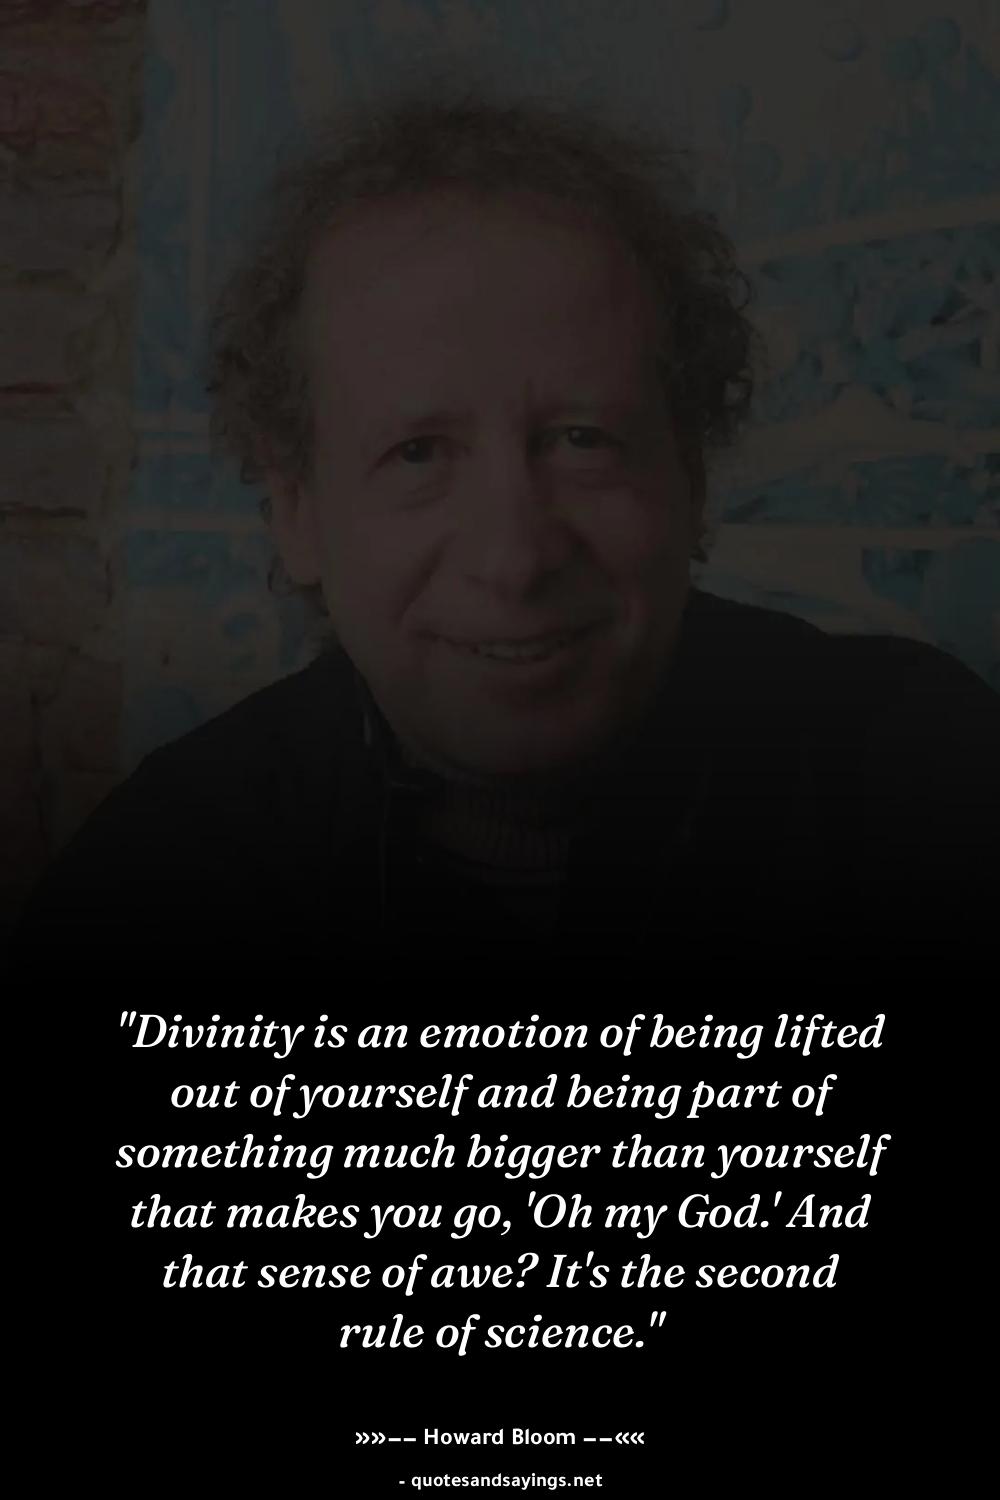 "Divinity is an emotion of being lifted
out of yourself and being part of
something much bigger than yourself
that makes you go, 'Oh my God.' And
that sense of awe? It's the second
rule of science."
»»−− Howard Bloom −−««
- quotesandsayings.net